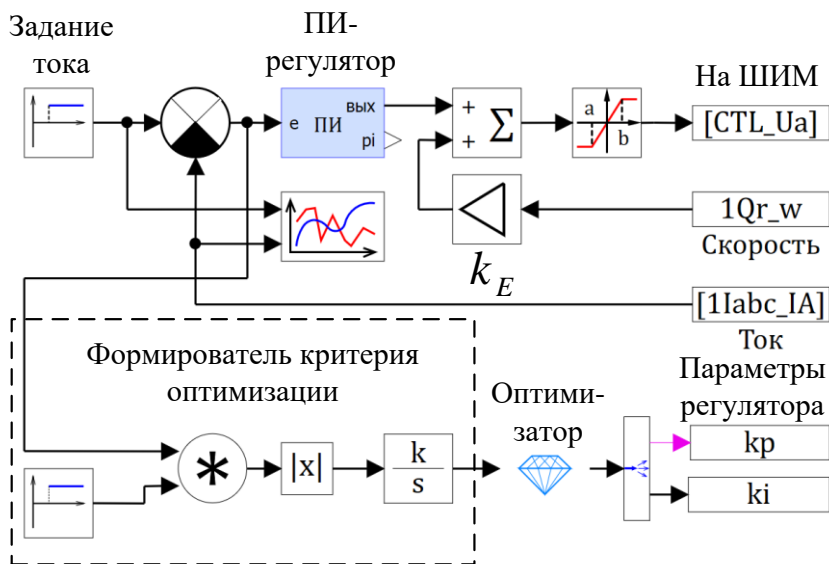 Задание
тока
ПИ-
регулятор
На ШИМ
e ПИ вых
pi
+
+
Σ
a
b
[CTL_Ua]
1Qr_w
Скорость
k_E
[1Iabc_IA]
Ток
Формирователь критерия
оптимизации
Оптими-
затор
Параметры
регулятора
*
|x|
k
s
kp
ki